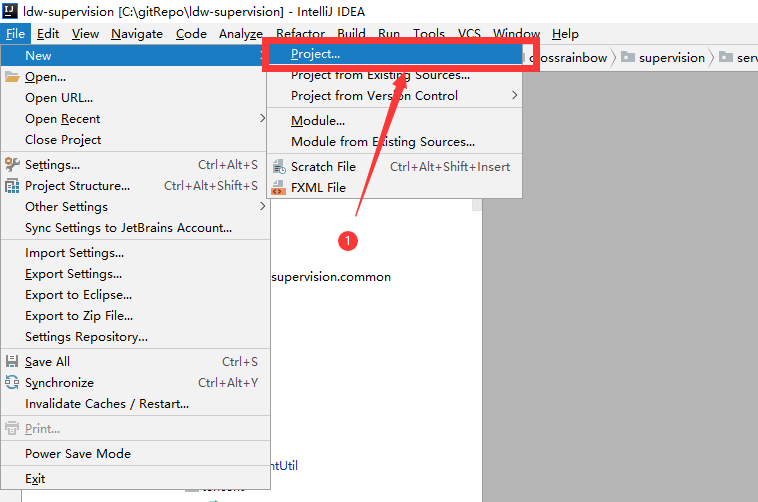 ldw-supervision [C:\gitRepo\ldw-supervision] - IntelliJ IDEA
File Edit View Navigate Code Analyze Refactor Build Run Tools VCS Window Help
crossrainbow supervision serv
New
Open...
Open URL...
Open Recent
Close Project
Settings... Ctrl+Alt+S
Project Structure... Ctrl+Alt+Shift+S
Other Settings
Sync Settings to JetBrains Account...
Import Settings...
Export Settings...
Export to Eclipse...
Export to Zip File...
Settings Repository...
Save All Ctrl+S
Synchronize Ctrl+Alt+Y
Invalidate Caches / Restart...
Print...
Power Save Mode
Exit
Project...
Project from Existing Sources...
Project from Version Control
Module...
Module from Existing Sources...
Scratch File Ctrl+Alt+Shift+Insert
FXML File
1
supervision.common
ntUtil